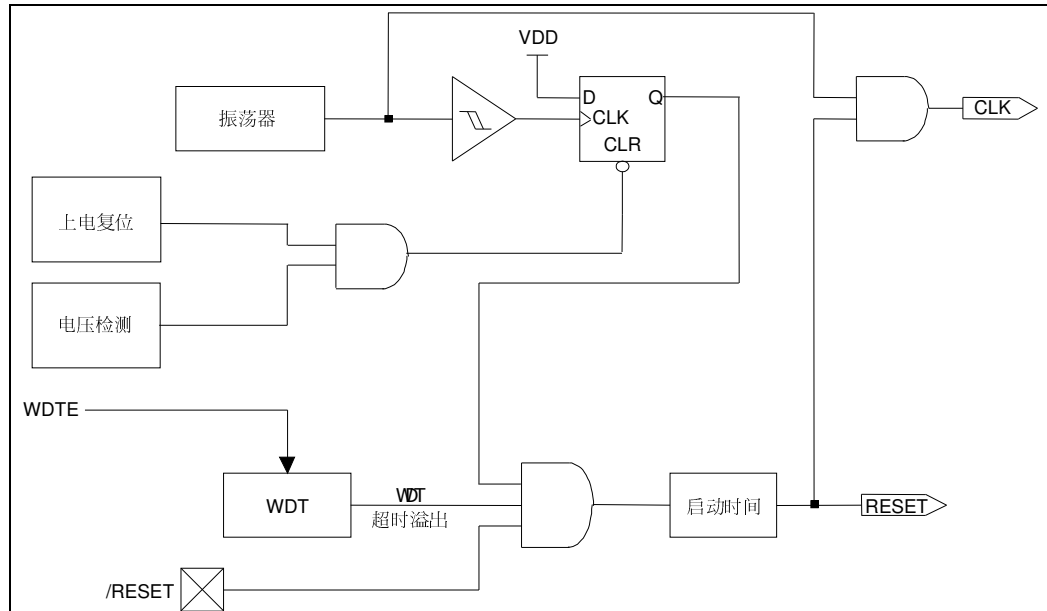 VDD
振荡器
D
Q
CLK
CLR
CLK
上电复位
电压检测
WDTE
WDT
WDT
超时溢出
启动时间
RESET
/RESET